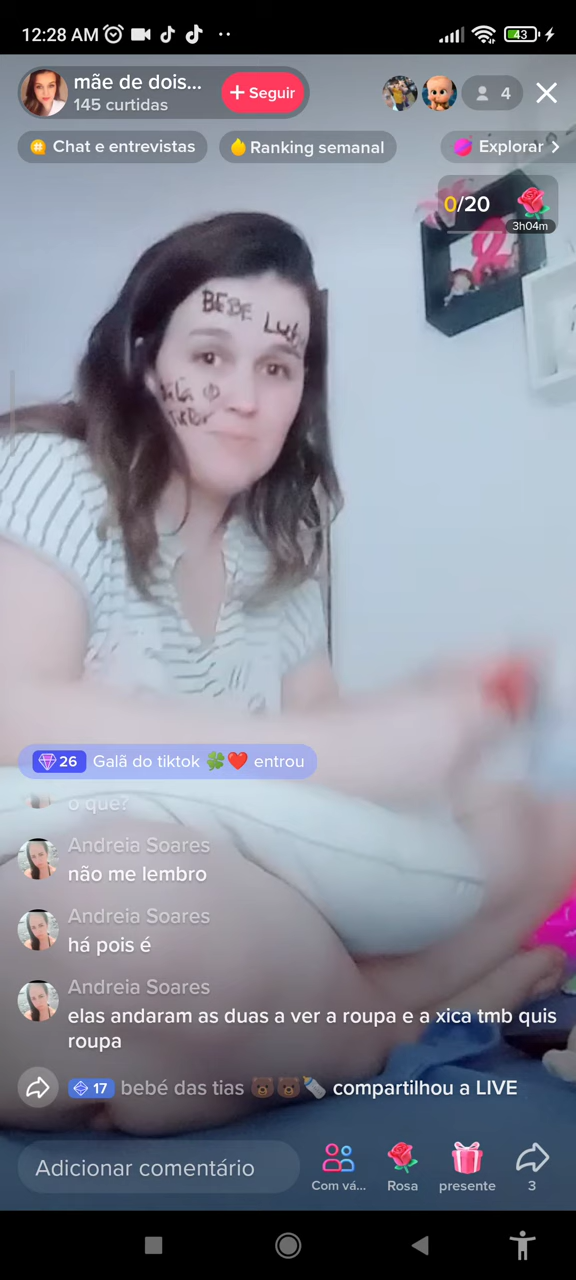 12:28 AM
43
mãe de dois...
145 curtidas
+ Seguir
4
Chat e entrevistas
Ranking semanal
Explorar
0/20
3h04m
BEBE
26 Galã do tiktok 🍀❤️ entrou
o que?
Andreia Soares
não me lembro
Andreia Soares
há pois é
Andreia Soares
elas andaram as duas a ver a roupa e a xica tmb quis
roupa
17 bebé das tias 🐻🐻🍼 compartilhou a LIVE
Adicionar comentário
Com vá...
Rosa
presente
3